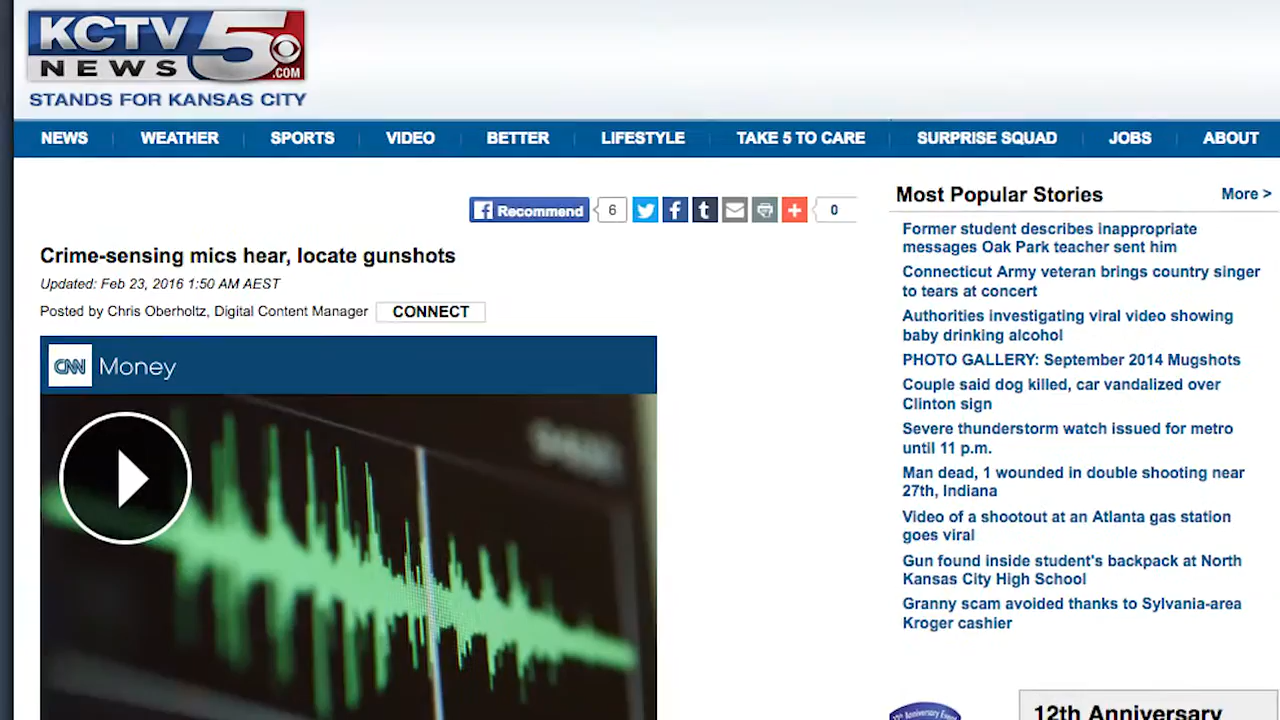 KCTV 5
NEWS .COM
STANDS FOR KANSAS CITY
NEWS WEATHER SPORTS VIDEO BETTER LIFESTYLE TAKE 5 TO CARE SURPRISE SQUAD JOBS ABOUT
Recommend 6 0
Crime-sensing mics hear, locate gunshots
Updated: Feb 23, 2016 1:50 AM AEST
Posted by Chris Oberholtz, Digital Content Manager CONNECT
CNN Money
Most Popular Stories More >
Former student describes inappropriate
messages Oak Park teacher sent him
Connecticut Army veteran brings country singer
to tears at concert
Authorities investigating viral video showing
baby drinking alcohol
PHOTO GALLERY: September 2014 Mugshots
Couple said dog killed, car vandalized over
Clinton sign
Severe thunderstorm watch issued for metro
until 11 p.m.
Man dead, 1 wounded in double shooting near
27th, Indiana
Video of a shootout at an Atlanta gas station
goes viral
Gun found inside student's backpack at North
Kansas City High School
Granny scam avoided thanks to Sylvania-area
Kroger cashier
12th Anniversary Event
12th Anniversary